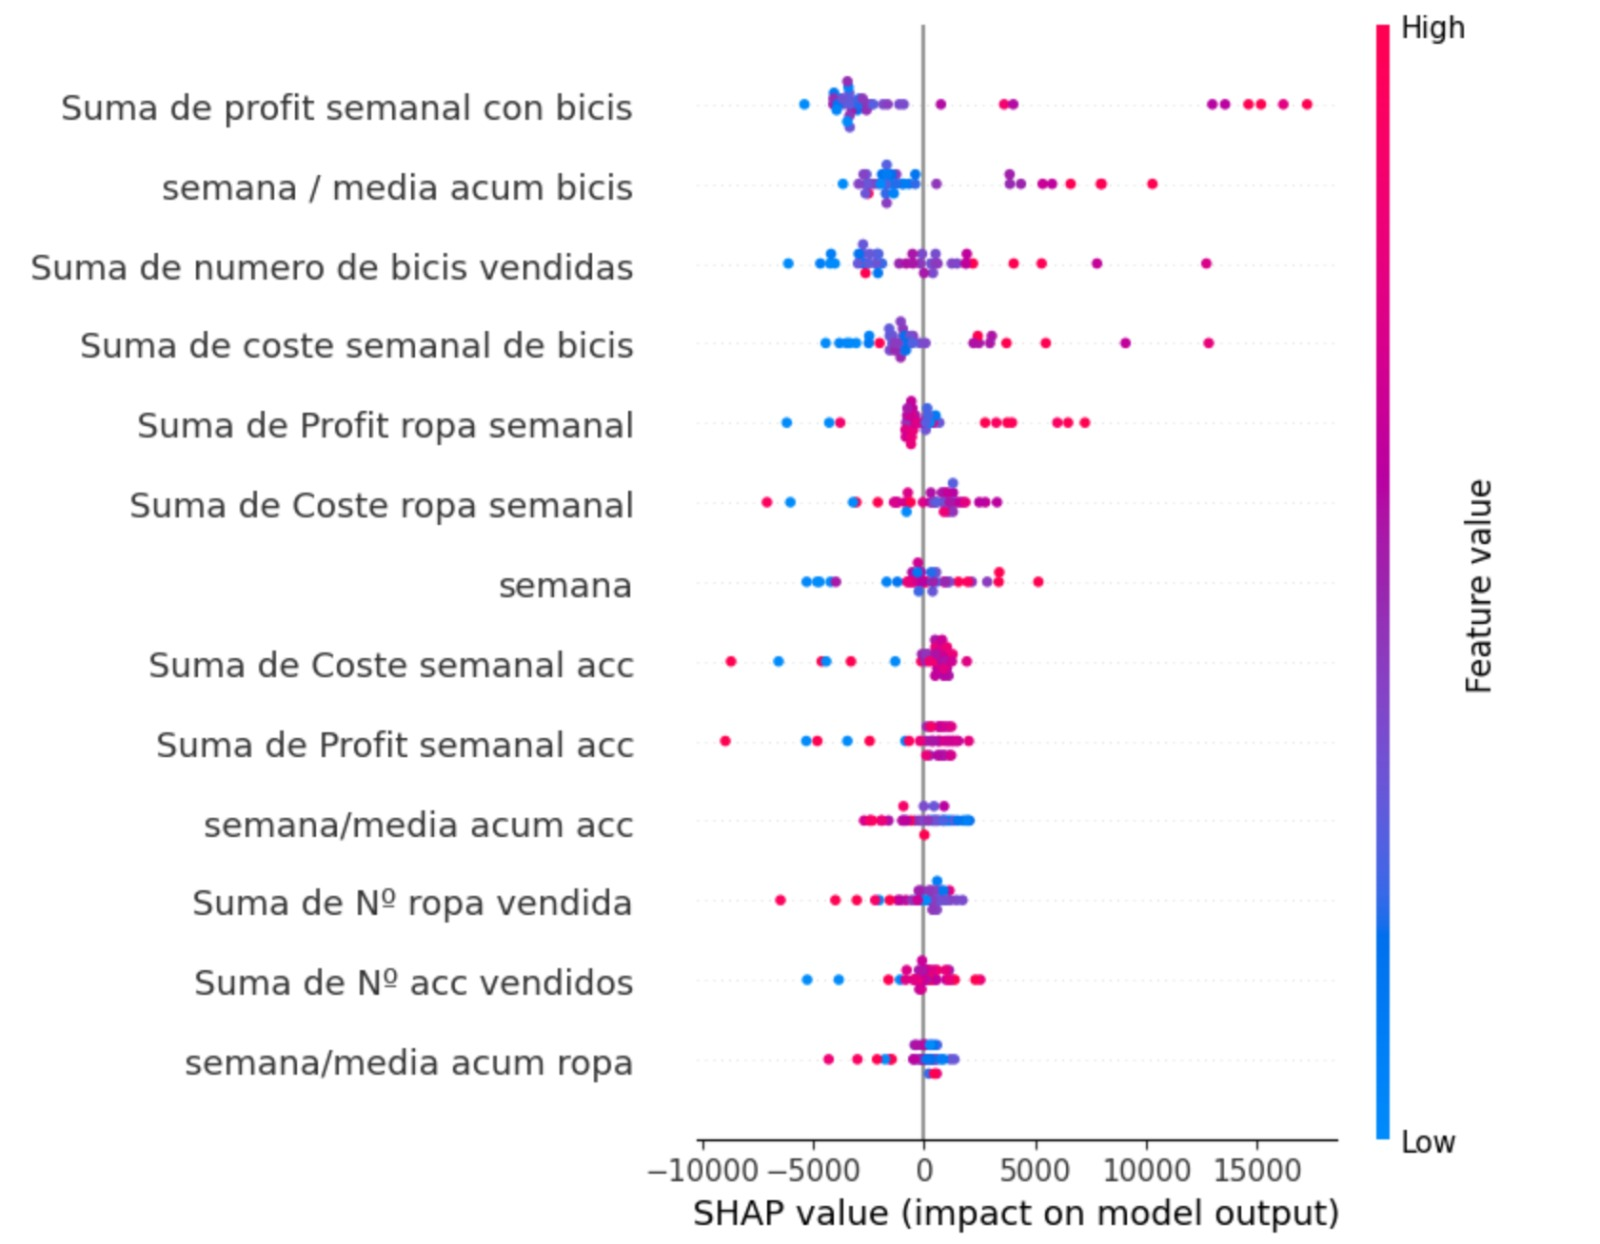 High
Suma de profit semanal con bicis
semana / media acum bicis
Suma de numero de bicis vendidas
Suma de coste semanal de bicis
Suma de Profit ropa semanal
Suma de Coste ropa semanal
semana
Suma de Coste semanal acc
Suma de Profit semanal acc
semana/media acum acc
Suma de Nº ropa vendida
Suma de Nº acc vendidos
semana/media acum ropa
Feature value
Low
−10000 −5000 0 5000 10000 15000
SHAP value (impact on model output)